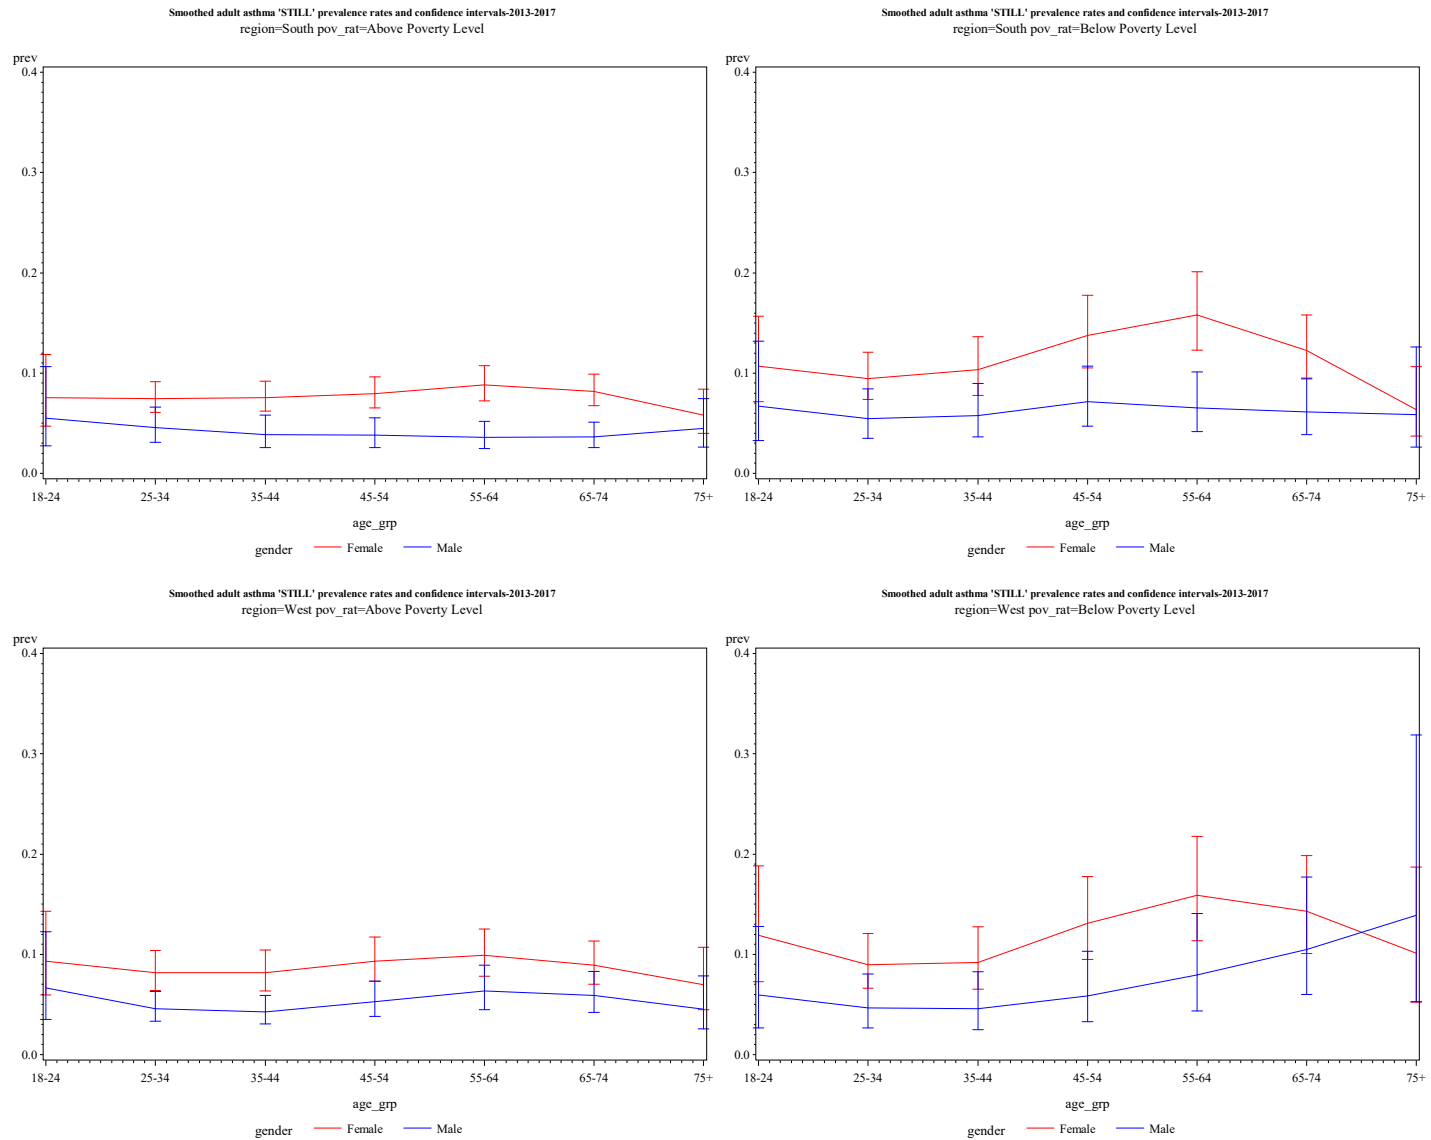 Smoothed adult asthma 'STILL' prevalence rates and confidence intervals-2013-2017
region=South pov_rat=Above Poverty Level
prev
0.4
0.3
0.2
0.1
0.0
18-24 25-34 35-44 45-54 55-64 65-74 75+
age_grp
gender Female Male
Smoothed adult asthma 'STILL' prevalence rates and confidence intervals-2013-2017
region=South pov_rat=Below Poverty Level
prev
0.4
0.3
0.2
0.1
0.0
18-24 25-34 35-44 45-54 55-64 65-74 75+
age_grp
gender Female Male
Smoothed adult asthma 'STILL' prevalence rates and confidence intervals-2013-2017
region=West pov_rat=Above Poverty Level
prev
0.4
0.3
0.2
0.1
0.0
18-24 25-34 35-44 45-54 55-64 65-74 75+
age_grp
gender Female Male
Smoothed adult asthma 'STILL' prevalence rates and confidence intervals-2013-2017
region=West pov_rat=Below Poverty Level
prev
0.4
0.3
0.2
0.1
0.0
18-24 25-34 35-44 45-54 55-64 65-74 75+
age_grp
gender Female Male